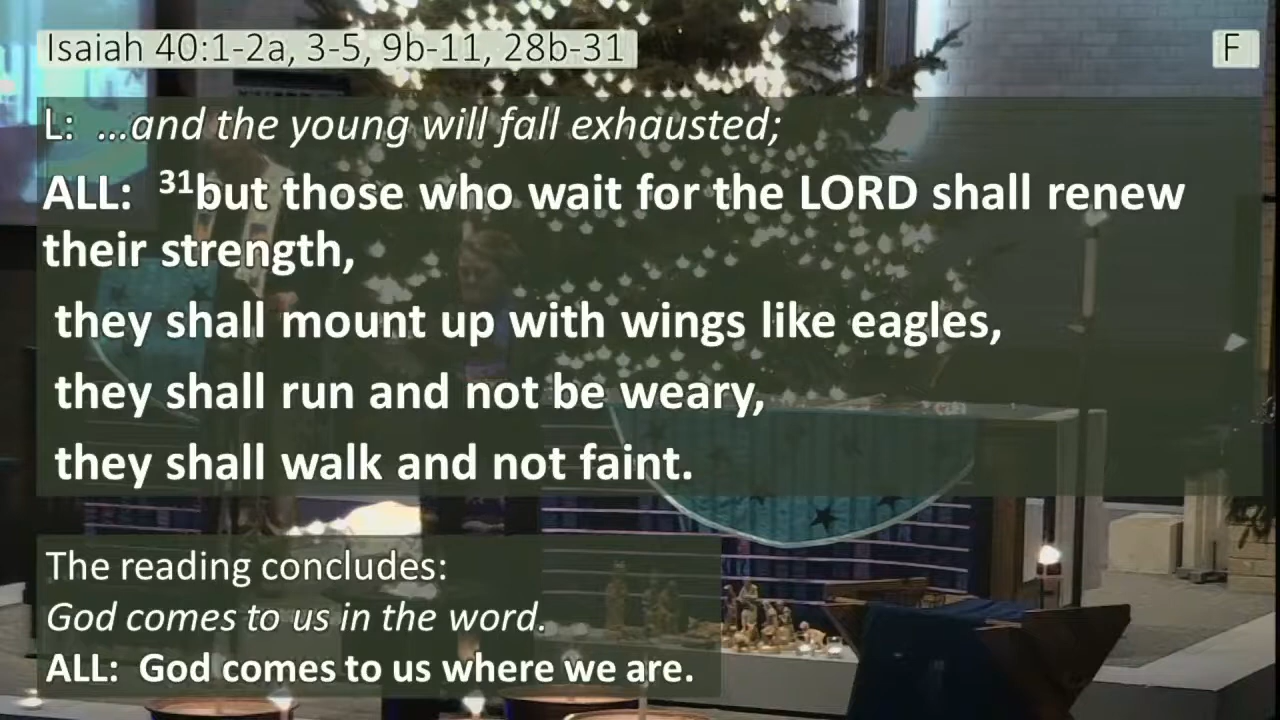 Isaiah 40:1-2a, 3-5, 9b-11, 28b-31
F
L: ...and the young will fall exhausted;
ALL: ³¹but those who wait for the LORD shall renew
their strength,
they shall mount up with wings like eagles,
they shall run and not be weary,
they shall walk and not faint.
The reading concludes:
God comes to us in the word.
ALL: God comes to us where we are.